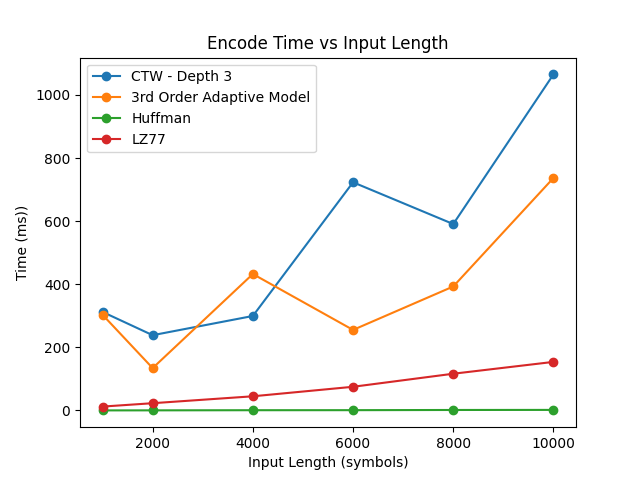 Encode Time vs Input Length
CTW - Depth 3
3rd Order Adaptive Model
Huffman
LZ77
Time (ms))
1000
800
600
400
200
0
2000 4000 6000 8000 10000
Input Length (symbols)